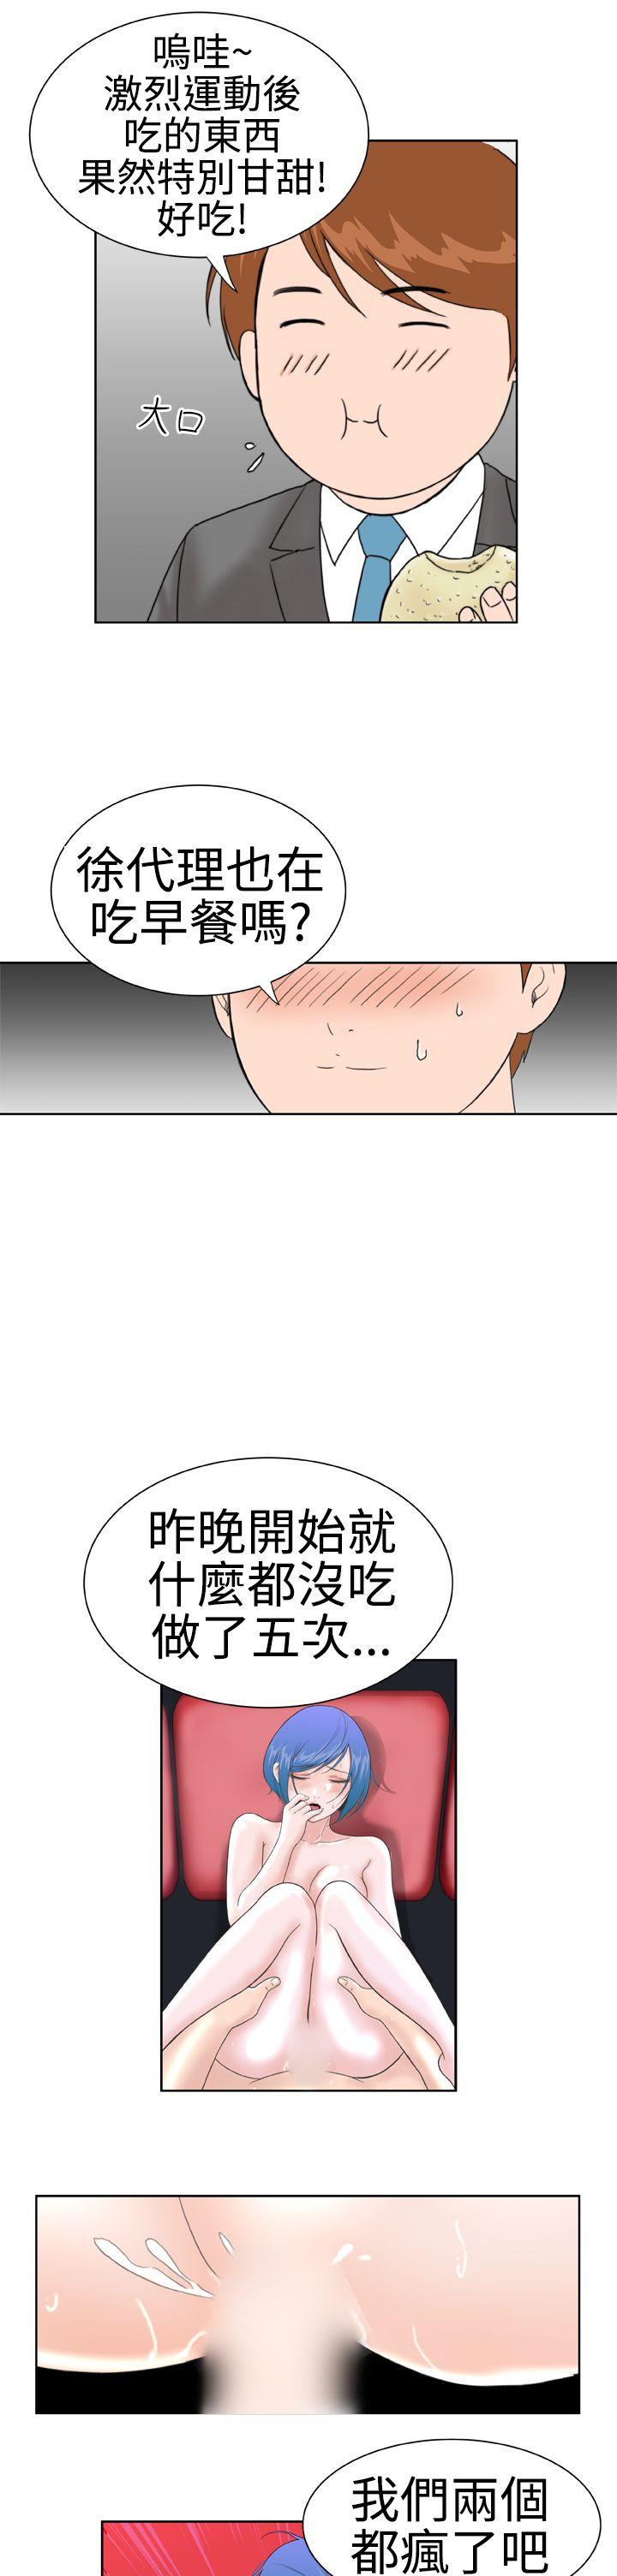 嗚哇~
激烈運動後
吃的東西
果然特別甘甜!
好吃!
大口
徐代理也在
吃早餐嗎?
昨晚開始就
什麼都沒吃
做了五次...
我們兩個
都瘋了吧